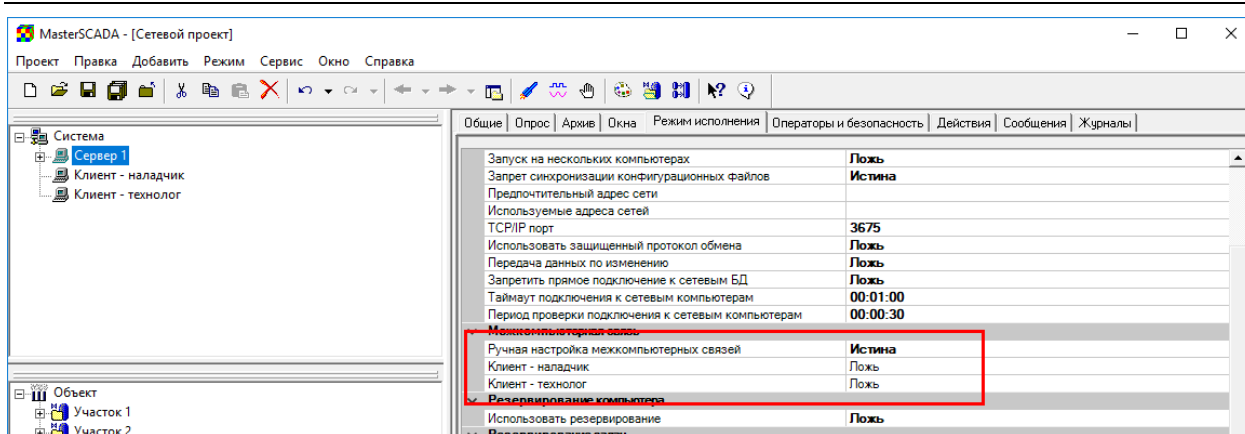 MasterSCADA - [Сетевой проект]
Проект Правка Добавить Режим Сервис Окно Справка
Система
Сервер 1
Клиент - наладчик
Клиент - технолог
Общие Опрос Архив Окна Режим исполнения Операторы и безопасность Действия Сообщения Журналы
Запуск на нескольких компьютерах Ложь
Запрет синхронизации конфигурационных файлов Истина
Предпочтительный адрес сети
Используемые адреса сетей
TCP/IP порт 3675
Использовать защищенный протокол обмена Ложь
Передача данных по изменению Ложь
Запретить прямое подключение к сетевым БД Ложь
Таймаут подключения к сетевым компьютерам 00:01:00
Период проверки подключения к сетевым компьютерам 00:00:30
Межкомпьютерная связь
Ручная настройка межкомпьютерных связей Истина
Клиент - наладчик Ложь
Клиент - технолог Ложь
Резервирование компьютера
Использовать резервирование Ложь
Резервирование связи
Объект
Участок 1
Участок 2